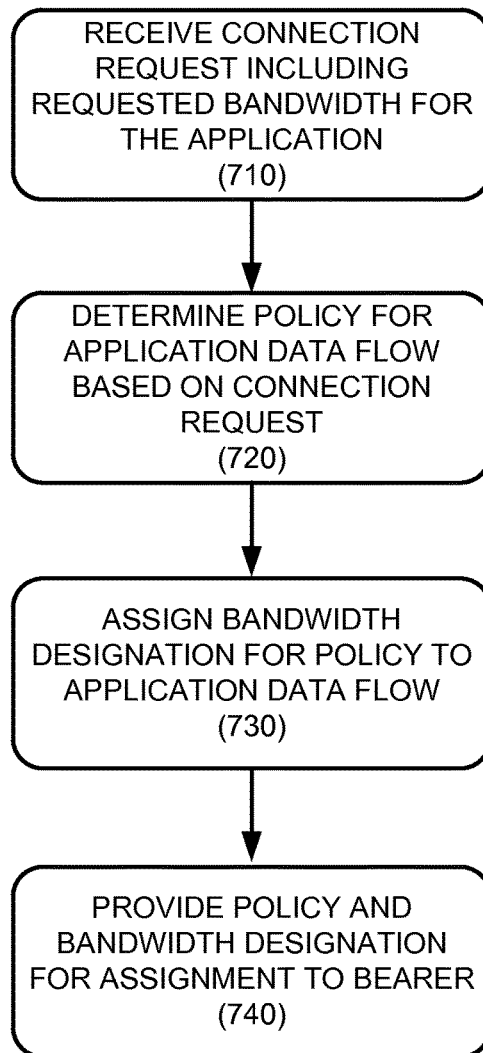 RECEIVE CONNECTION
REQUEST INCLUDING
REQUESTED BANDWIDTH FOR
THE APPLICATION
(710)
DETERMINE POLICY FOR
APPLICATION DATA FLOW
BASED ON CONNECTION
REQUEST
(720)
ASSIGN BANDWIDTH
DESIGNATION FOR POLICY TO
APPLICATION DATA FLOW
(730)
PROVIDE POLICY AND
BANDWIDTH DESIGNATION
FOR ASSIGNMENT TO BEARER
(740)